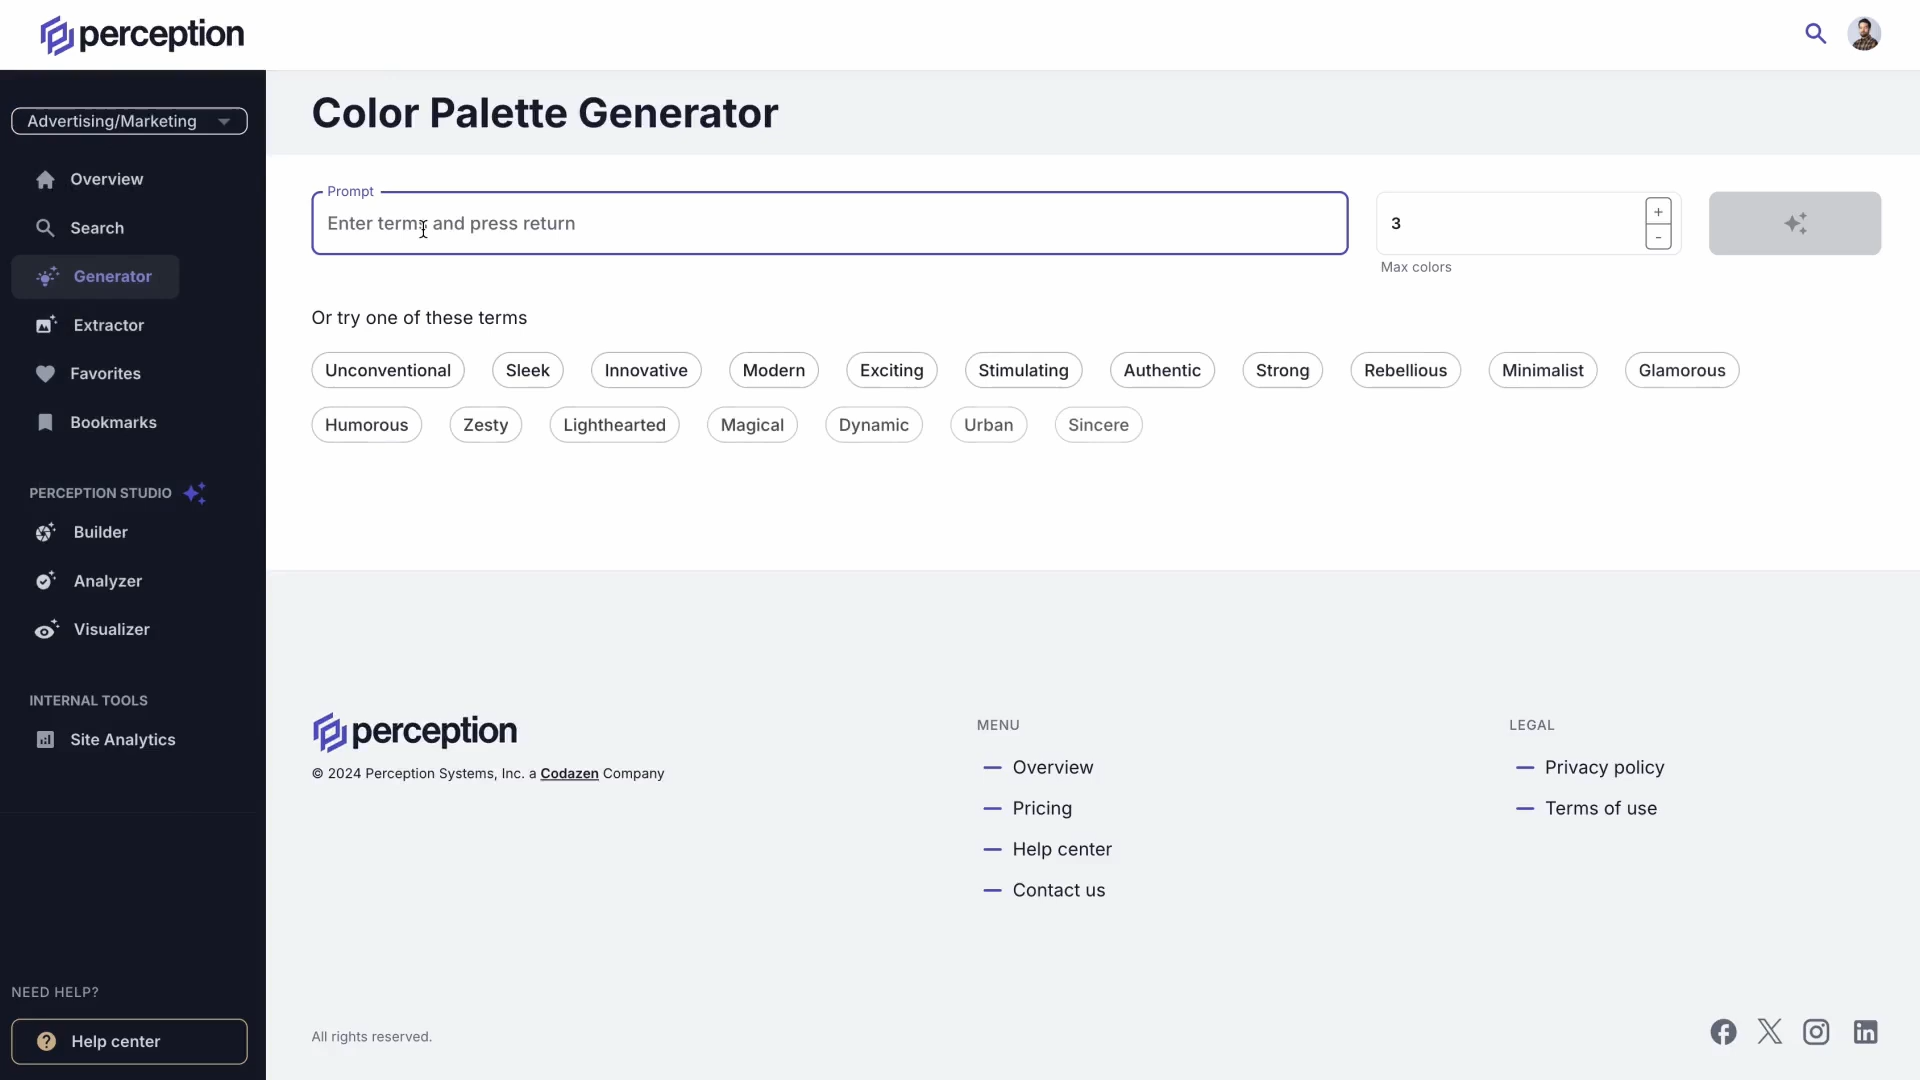 perception
Advertising/Marketing
Overview
Search
Generator
Extractor
Favorites
Bookmarks
PERCEPTION STUDIO
Builder
Analyzer
Visualizer
INTERNAL TOOLS
Site Analytics
NEED HELP?
? Help center
Color Palette Generator
Prompt
Enter terms and press return
3
+
-
Max colors
Or try one of these terms
Unconventional Sleek Innovative Modern Exciting Stimulating Authentic Strong Rebellious Minimalist Glamorous
Humorous Zesty Lighthearted Magical Dynamic Urban Sincere
perception
© 2024 Perception Systems, Inc. a Codazen Company
MENU
Overview
Pricing
Help center
Contact us
LEGAL
Privacy policy
Terms of use
All rights reserved.